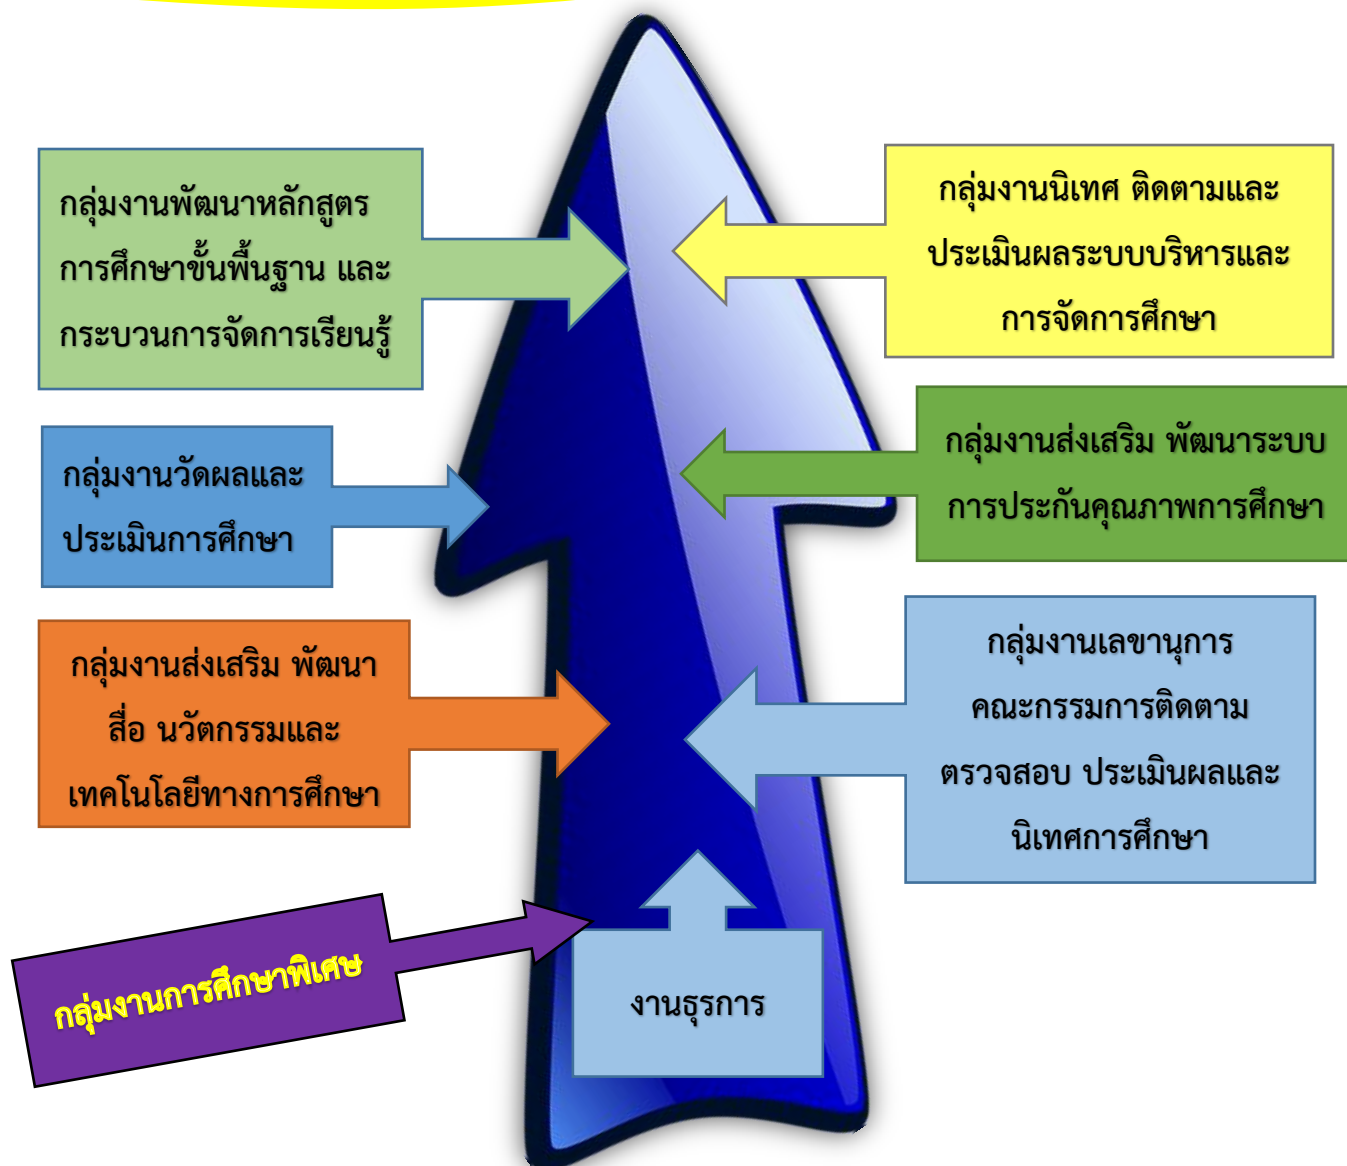 กลุ่มงานพัฒนาหลักสูตร
การศึกษาขั้นพื้นฐาน และ
กระบวนการจัดการเรียนรู้
กลุ่มงานนิเทศ ติดตามและ
ประเมินผลระบบบริหารและ
การจัดการศึกษา
กลุ่มงานวัดผลและ
ประเมินการศึกษา
กลุ่มงานส่งเสริม พัฒนาระบบ
การประกันคุณภาพการศึกษา
กลุ่มงานส่งเสริม พัฒนา
สื่อ นวัตกรรมและ
เทคโนโลยีทางการศึกษา
กลุ่มงานเลขานุการ
คณะกรรมการติดตาม
ตรวจสอบ ประเมินผลและ
นิเทศการศึกษา
กลุ่มงานการศึกษาพิเศษ
งานธุรการ